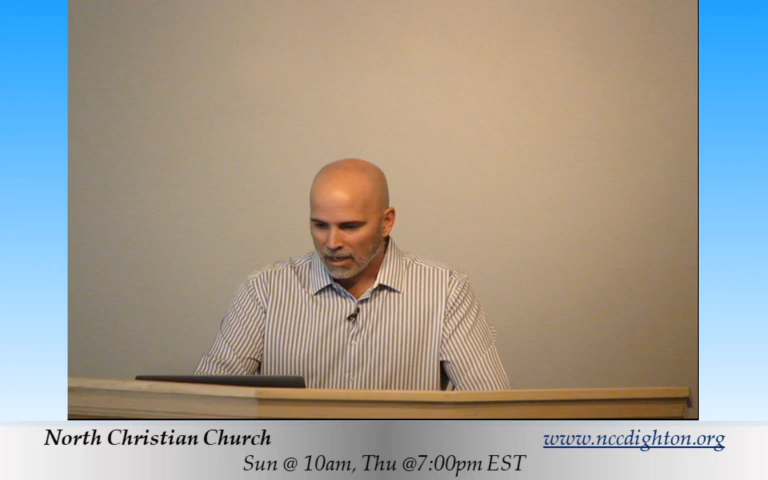 North Christian Church
www.nccdighton.org
Sun @ 10am, Thu @7:00pm EST